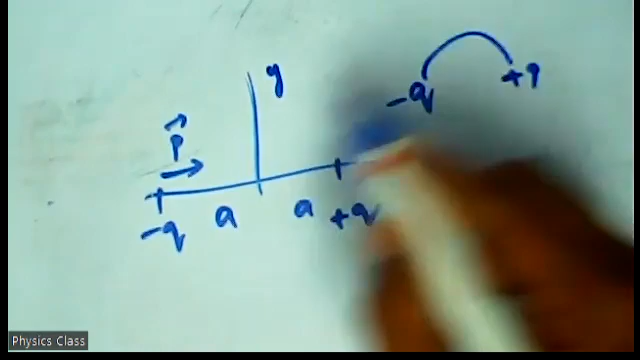 y
-q +q
p̂
a a
-q +q
Physics Class